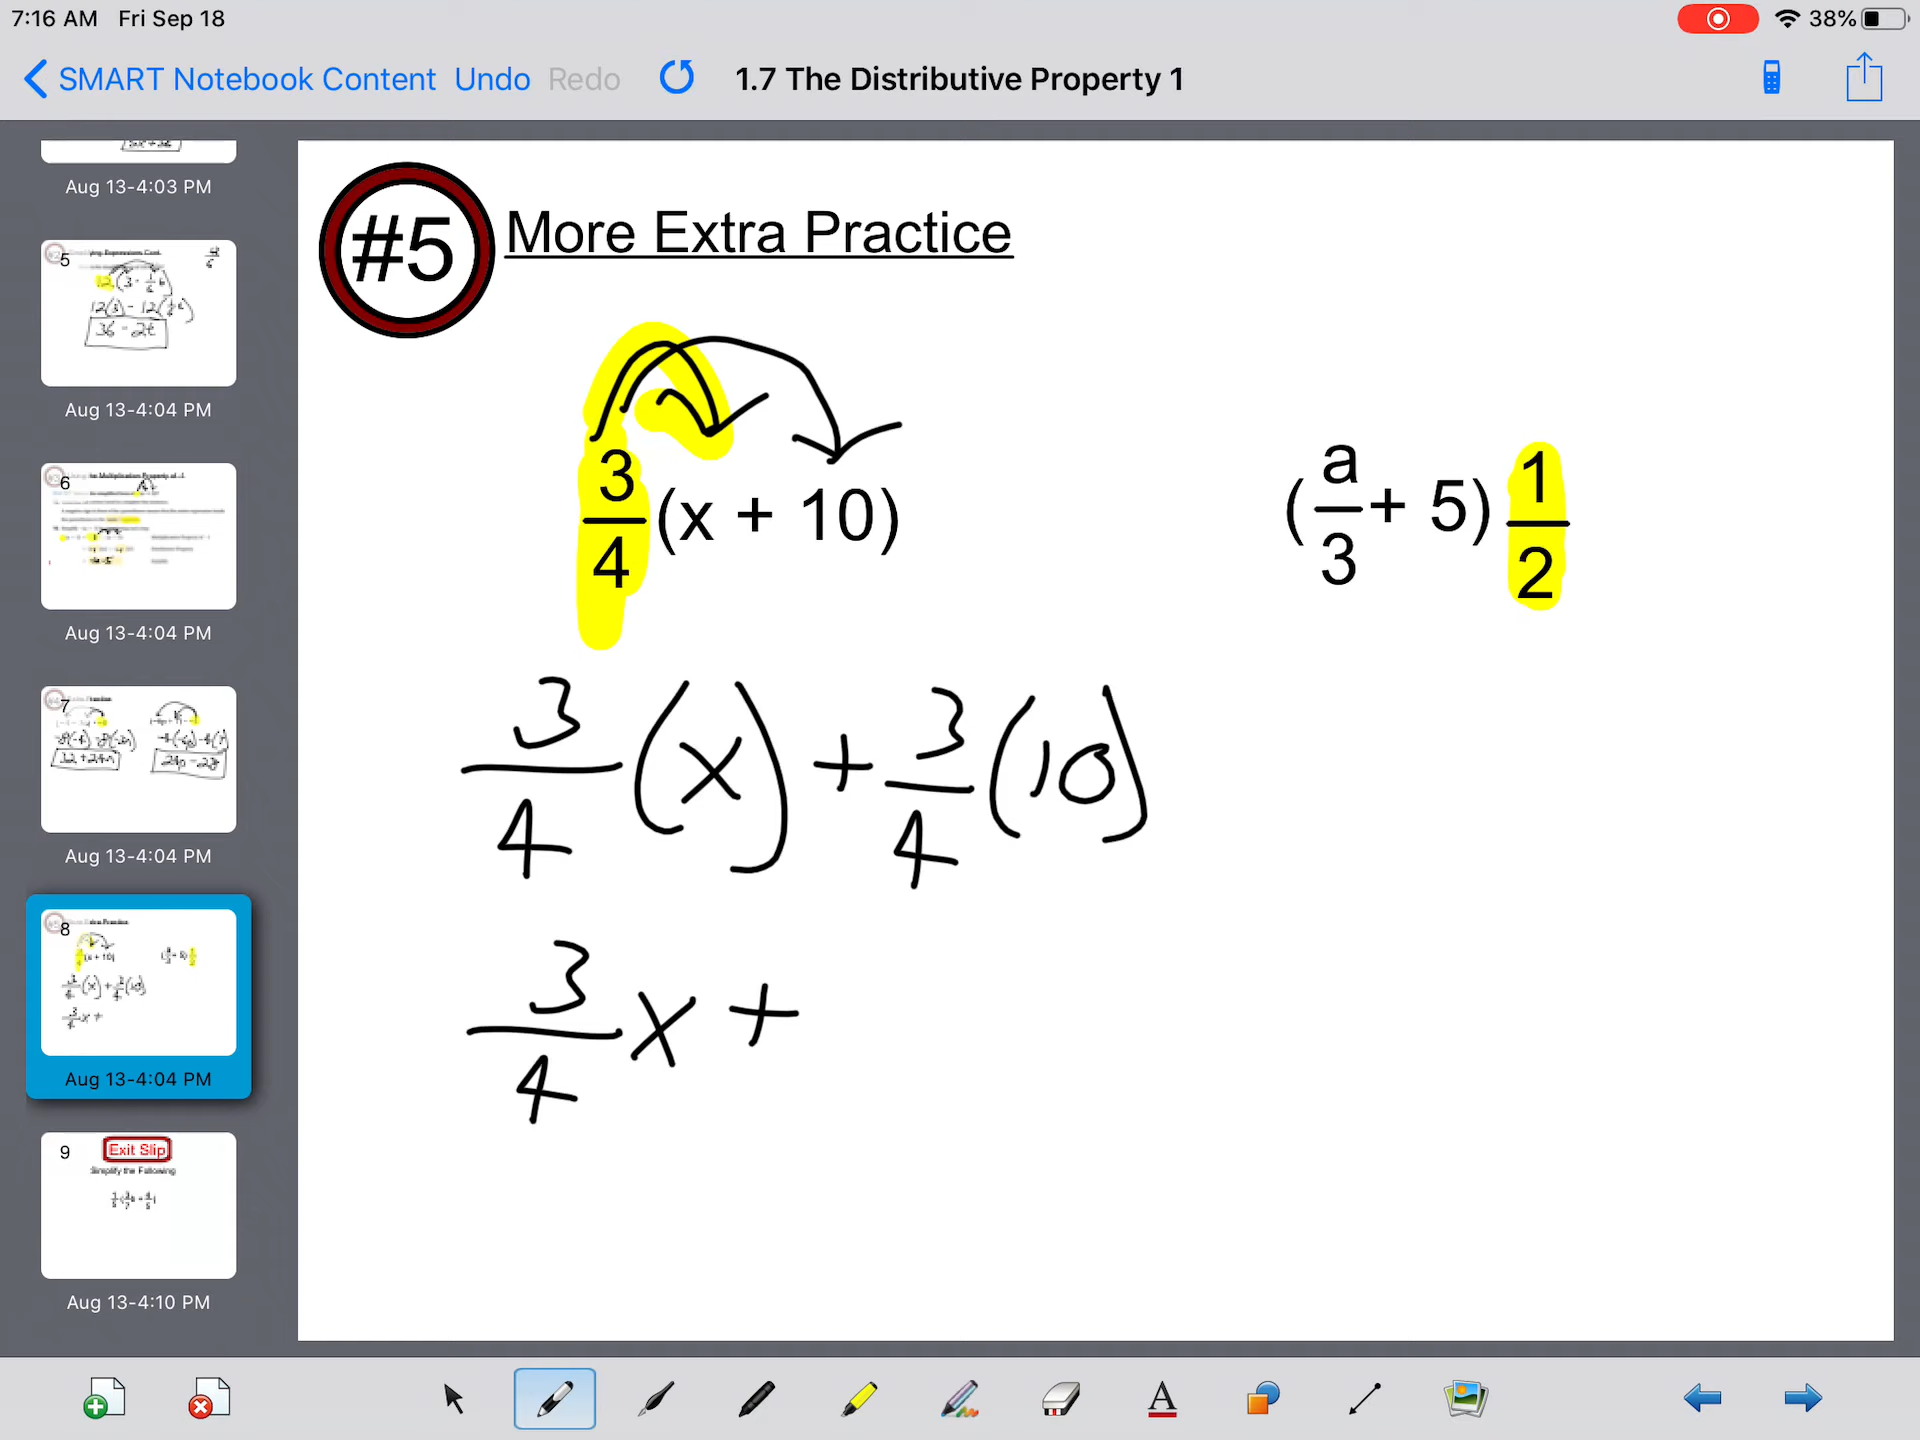 7:16 AM Fri Sep 18
38%
SMART Notebook Content Undo Redo 1.7 The Distributive Property 1
Aug 13-4:03 PM
5
12(3 -
36 - 2t
Aug 13-4:04 PM
6
Aug 13-4:04 PM
7
Aug 13-4:04 PM
8
Aug 13-4:04 PM
9 Exit Slip
Simplify the Following
Aug 13-4:10 PM
#5 More Extra Practice
3/4 (x + 10)
(a/3 + 5) 1/2
3/4 (x) + 3/4 (10)
3/4 x +
A